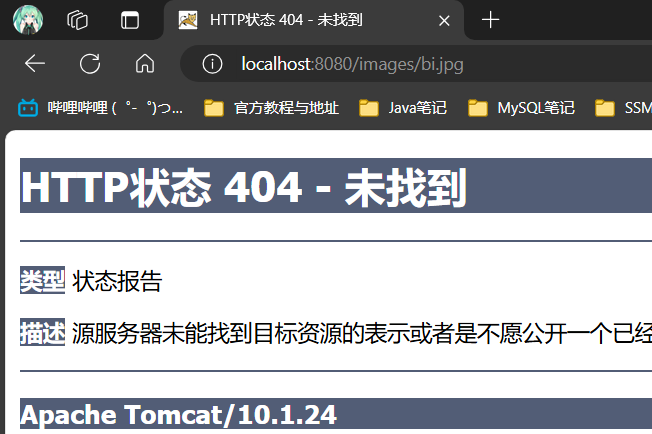 HTTP状态 404 - 未找到
localhost:8080/images/bi.jpg
哔哩哔哩 (゜-゜)つ... 官方教程与地址 Java笔记 MySQL笔记 SSM
HTTP状态 404 - 未找到
类型 状态报告
描述 源服务器未能找到目标资源的表示或者是不愿公开一个已经
Apache Tomcat/10.1.24